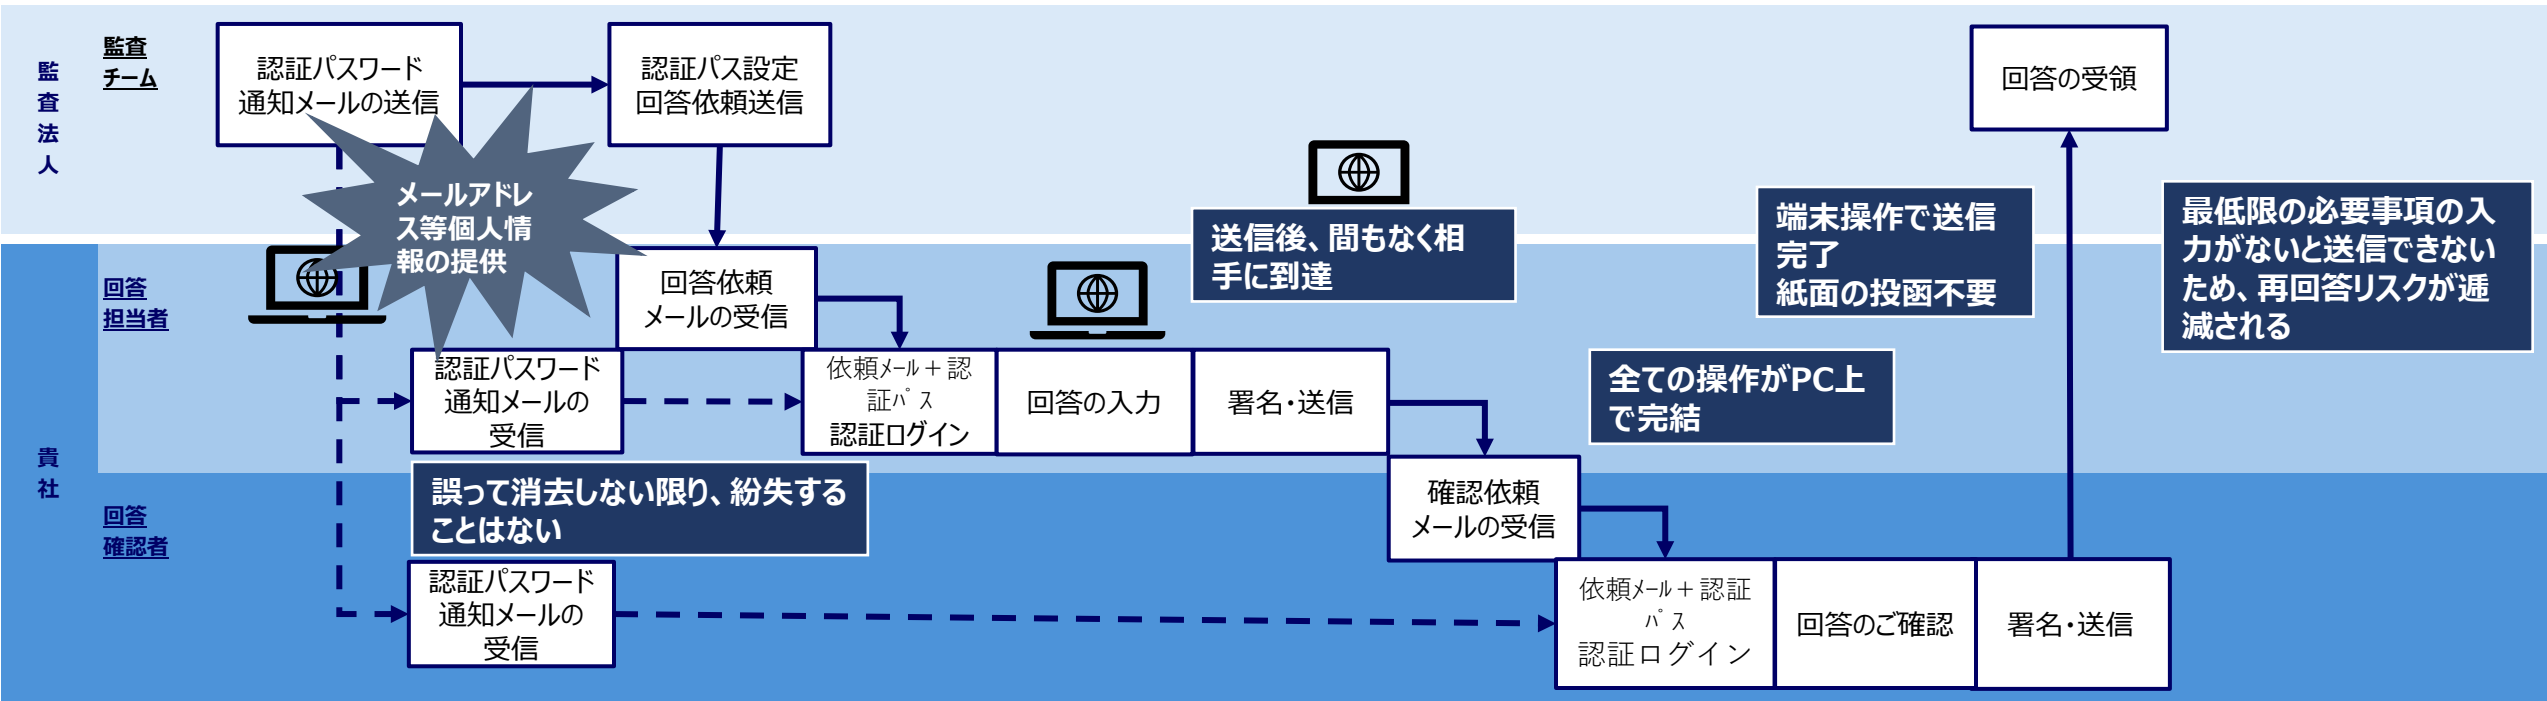 監
査
法
人
監査
チーム
認証パスワード
通知メールの送信
認証パス設定
回答依頼送信
回答の受領
メールアドレ
ス等個人情
報の提供
送信後、間もなく相
手に到達
端末操作で送信
完了
紙面の投函不要
最低限の必要事項の入
力がないと送信できない
ため、再回答リスクが逓
減される
貴
社
回答
担当者
回答依頼
メールの受信
認証パスワード
通知メールの
受信
依頼ﾒｰﾙ＋認
証ﾊﾟｽ
認証ログイン
回答の入力
署名・送信
全ての操作がPC上
で完結
誤って消去しない限り、紛失する
ことはない
回答
確認者
確認依頼
メールの受信
認証パスワード
通知メールの
受信
依頼ﾒｰﾙ＋認証
ﾊﾟｽ
認証ログイン
回答のご確認
署名・送信